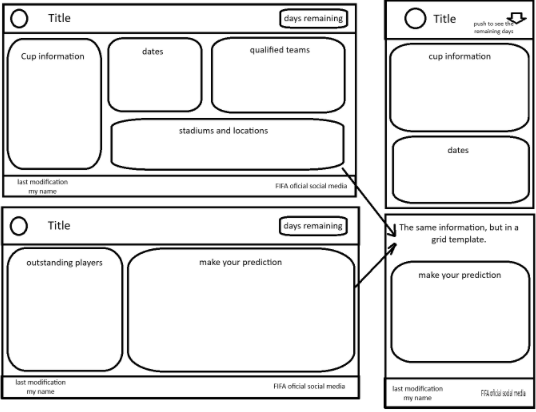 Title
days remaining
Cup information
dates
qualified teams
stadiums and locations
last modification
my name
FIFA oficial social media
Title
days remaining
outstanding players
make your prediction
last modification
my name
FIFA oficial social media
Title
push to see the
remaining days
cup information
dates
The same information, but in a
grid template.
make your prediction
last modification
my name
FIFA oficial social media